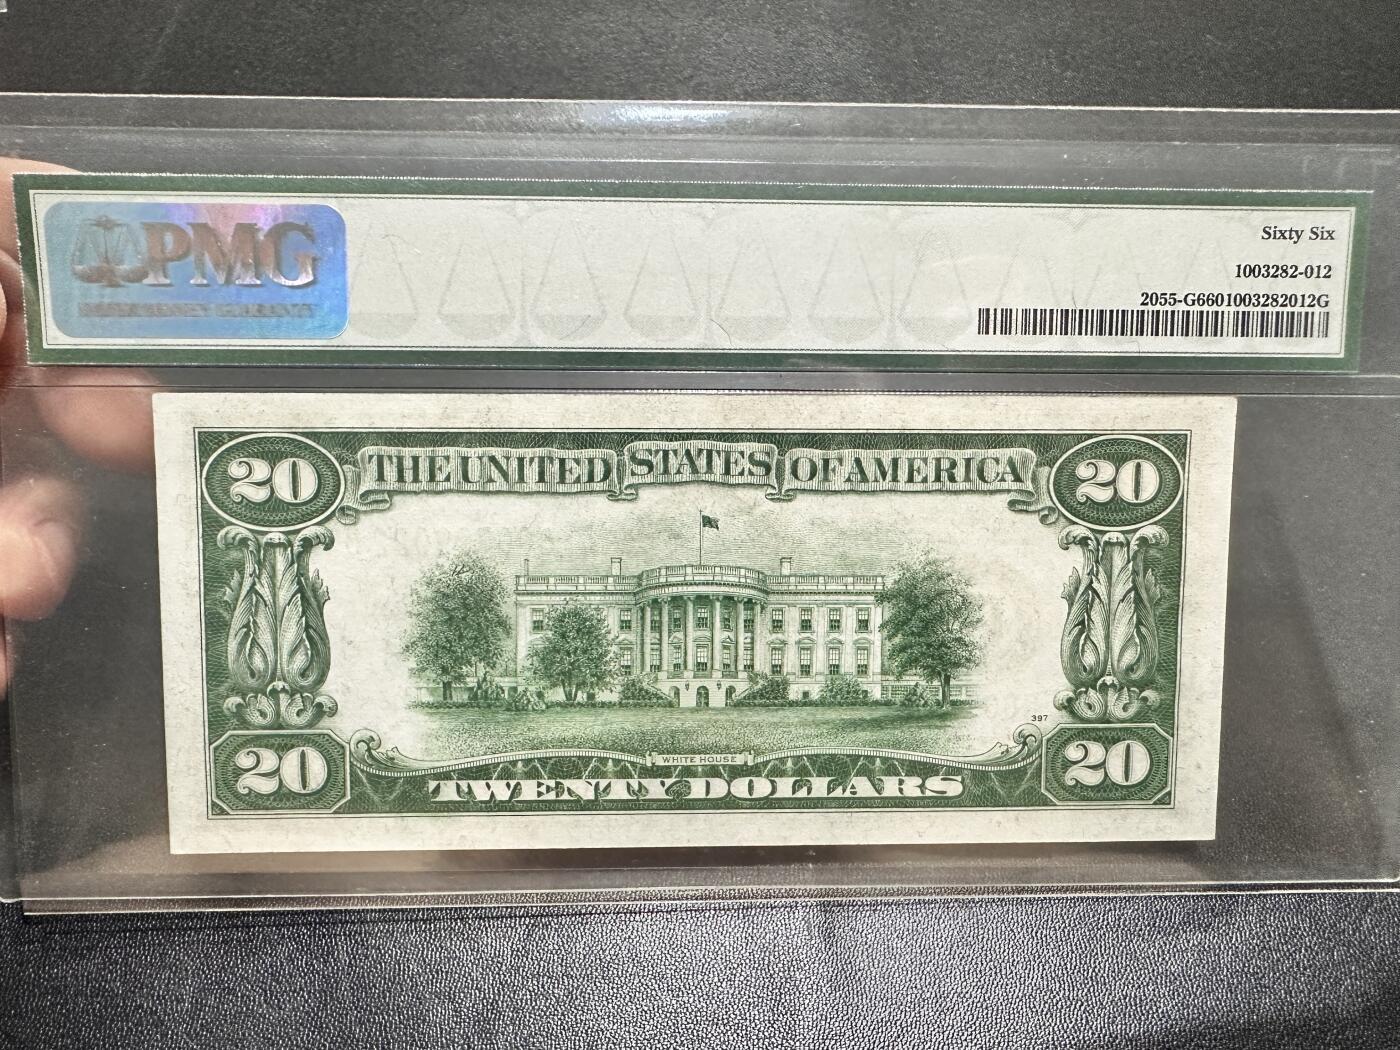 PMG
Sixty Six
1003282-012
2055-G6601003282012G
20 THE UNITED STATES OF AMERICA 20
397
20 WHITE HOUSE 20
TWENTY DOLLARS